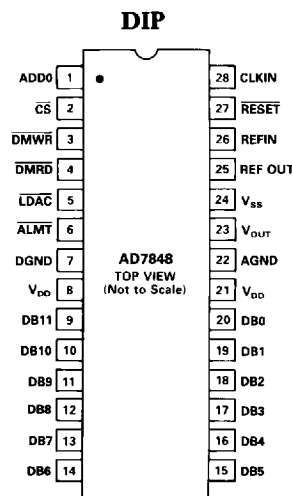 DIP
ADD0 1 28 CLKIN
CS 2 27 RESET
DMWR 3 26 REFIN
DMRD 4 25 REF OUT
LDAC 5 24 VSS
ALMT 6 23 VOUT
DGND 7 AD7848 22 AGND
TOP VIEW
VDD 8 (Not to Scale) 21 VDD
DB11 9 20 DB0
DB10 10 19 DB1
DB9 11 18 DB2
DB8 12 17 DB3
DB7 13 16 DB4
DB6 14 15 DB5